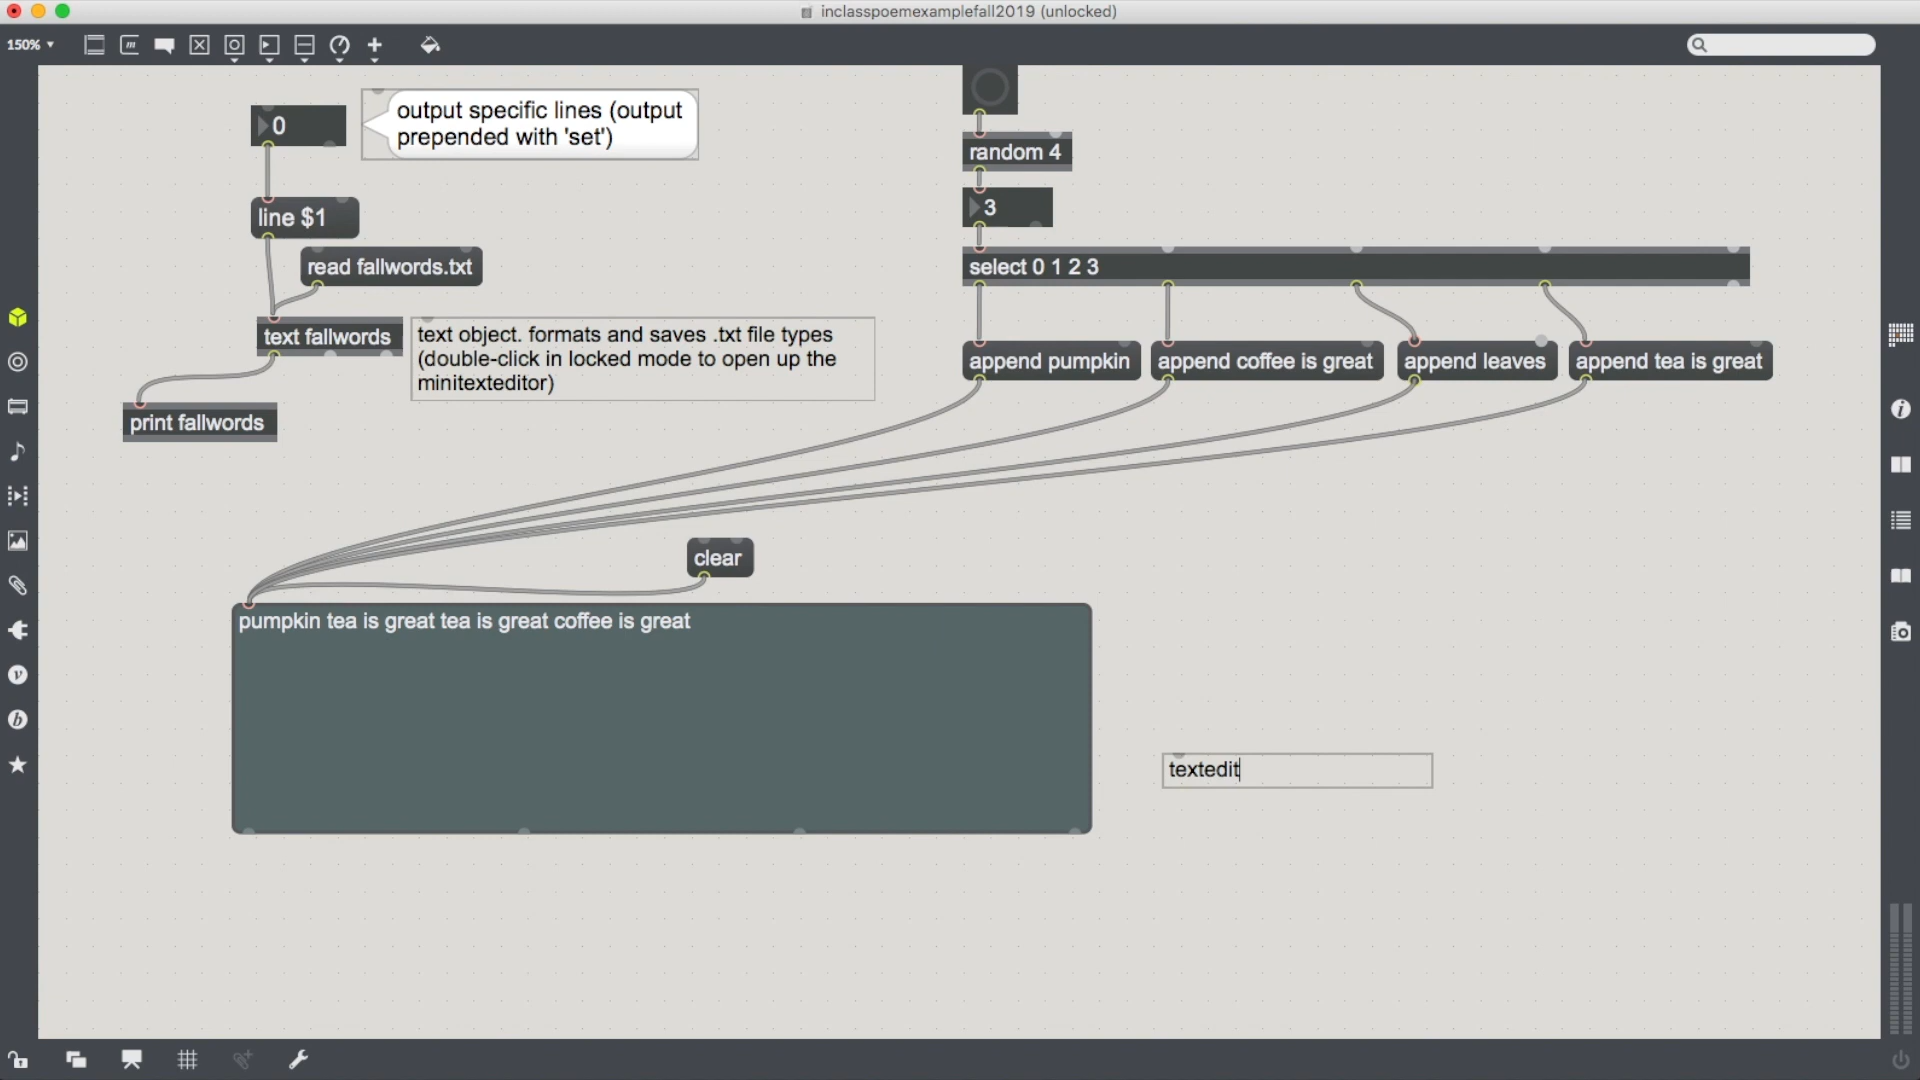 inclasspoemexamplefall2019 (unlocked)
150%
0
output specific lines (output
prepended with 'set')
random 4
3
line $1
read fallwords.txt
select 0 1 2 3
text fallwords
text object. formats and saves .txt file types
(double-click in locked mode to open up the
minitexteditor)
append pumpkin
append coffee is great
append leaves
append tea is great
print fallwords
clear
pumpkin tea is great tea is great coffee is great
textedit